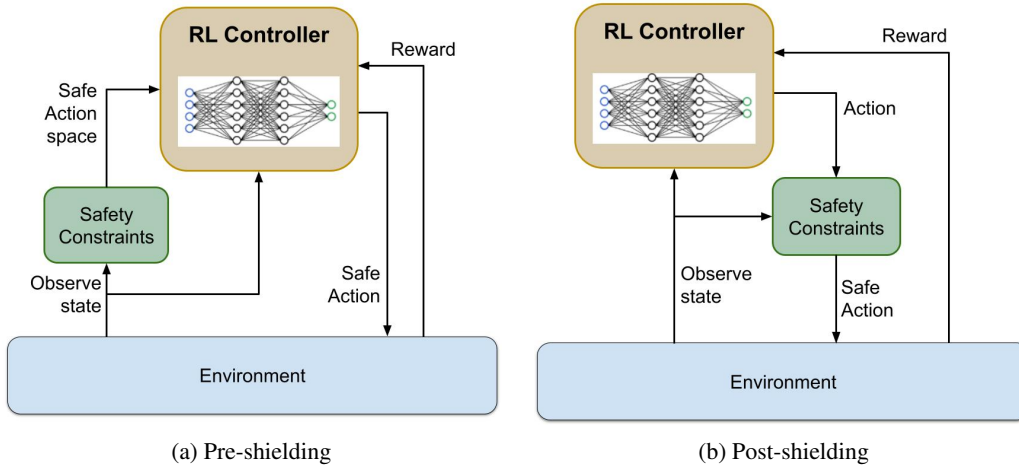 RL Controller
Reward
Safe
Action
space
Safety
Constraints
Observe
state
Safe
Action
Environment
(a) Pre-shielding
RL Controller
Reward
Action
Safety
Constraints
Observe
state
Safe
Action
Environment
(b) Post-shielding